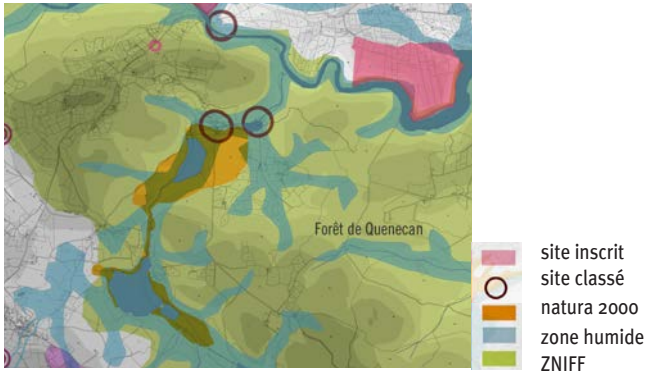 Forêt de Quenecan
site inscrit
site classé
natura 2000
zone humide
ZNIFF